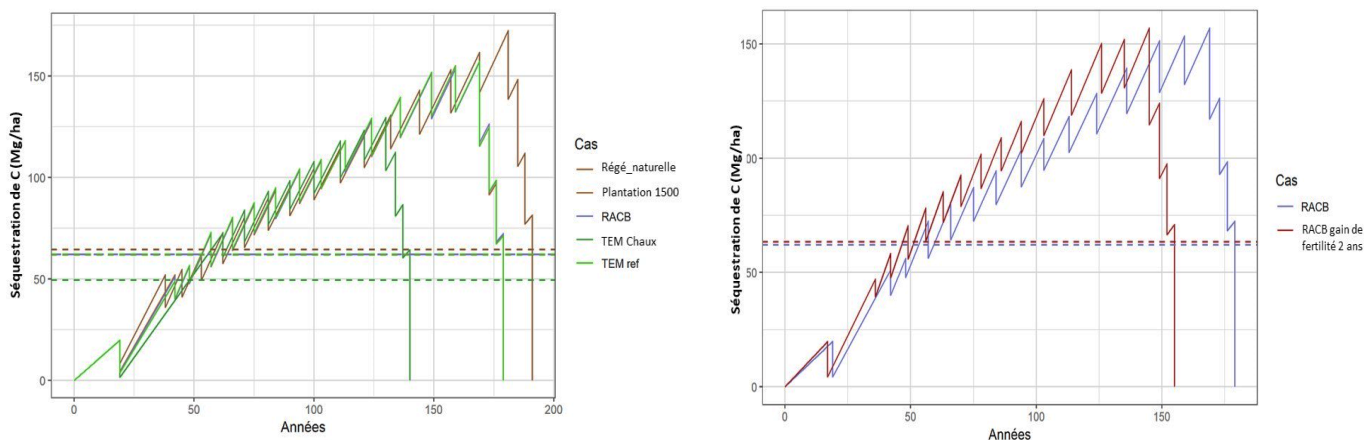 Séquestration de C (Mg/ha)
150
100
50
0
0
50
100
150
200
Années
Cas
Régé_naturelle
Plantation 1500
RACB
TEM Chaux
TEM ref
Séquestration de C (Mg/ha)
150
100
50
0
0
50
100
150
Années
Cas
RACB
RACB gain de
fertilité 2 ans